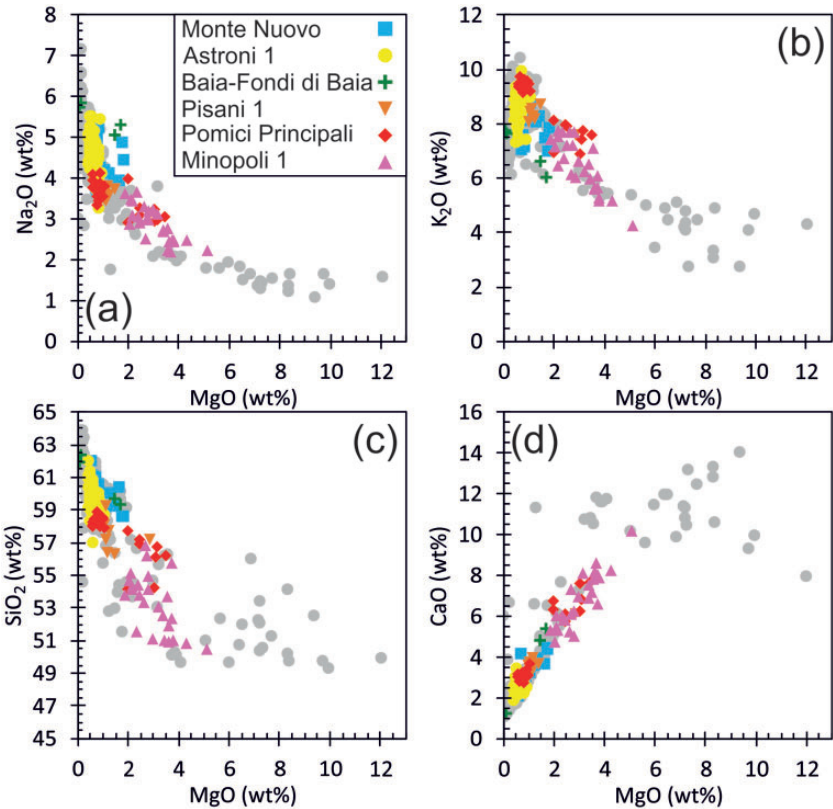 8
7
6
5
4
3
2
1
0
Na2O (wt%)
0 2 4 6 8 10 12
MgO (wt%)
(a)
Monte Nuovo
Astroni 1
Baia-Fondi di Baia
Pisani 1
Pomici Principali
Minopoli 1
14
12
10
8
6
4
2
0
K2O (wt%)
0 2 4 6 8 10 12
MgO (wt%)
(b)
65
63
61
59
57
55
53
51
49
47
45
SiO2 (wt%)
0 2 4 6 8 10 12
MgO (wt%)
(c)
16
14
12
10
8
6
4
2
0
CaO (wt%)
0 2 4 6 8 10 12
MgO (wt%)
(d)